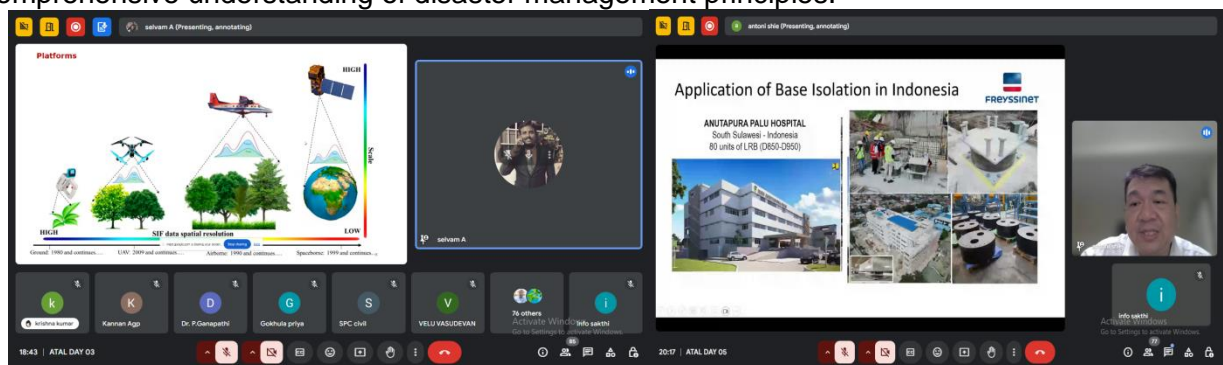 omprehensive understanding of disaster management principles.
selvam A (Presenting, annotating)
Platforms
HIGH
Scale
HIGH
SIF data spatial resolution
LOW
Ground: 1980 and continues....
UAV: 2009 and continues....
Airborne: 1990 and continues....
Spaceborne: 1999 and continues....
selvam A
k
K
D
G
S
V
i
krishna kumar
Kannan Agp
Dr. P.Ganapathi
Gokhula priya
SPC civil
VELU VASUDEVAN
76 others
Info sakthi
Activate Windows
Go to Settings to activate Windows.
18:43 | ATAL DAY 03
85
antoni shie (Presenting, annotating)
Application of Base Isolation in Indonesia
FREYSSINET
ANUTAPURA PALU HOSPITAL
South Sulawesi - Indonesia
80 units of LRB (D850-D950)
i
Info sakthi
Activate Windows
Go to Settings to activate Windows.
20:17 | ATAL DAY 05
77